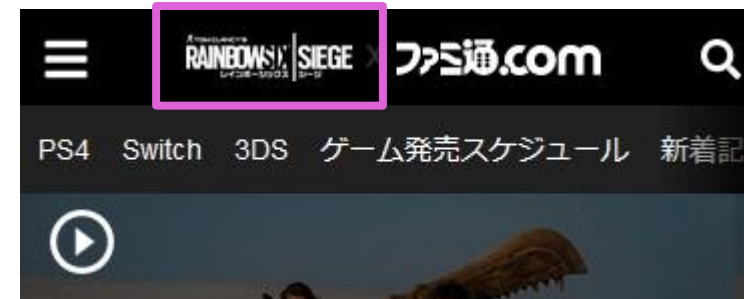 TOM CLANCY'S
RAINBOW SIX | SIEGE × ファミ通.com
レインボーシックス シージ
PS4 Switch 3DS ゲーム発売スケジュール 新着記